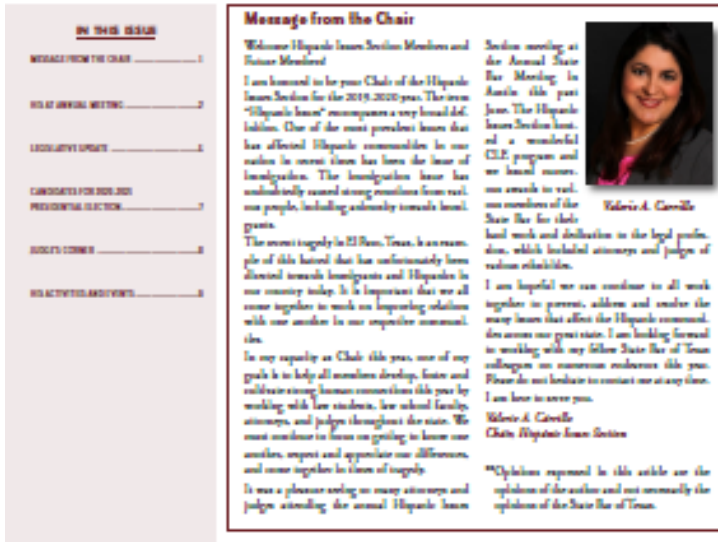 IN THIS ISSUE
MESSAGE FROM THE CHAIR 1
HIS AT ANNUAL MEETING 2
LEGISLATIVE UPDATE
CANDIDATES FOR 2020-2021
PRESIDENTIAL ELECTION 7
JUDGE'S CORNER 8
HIS ACTIVITIES AND EVENTS
Message from the Chair
Welcome Hispanic Issues Section Members and
Future Members!
I am honored to be your Chair of the Hispanic
Issues Section for the 2019-2020 year. The term
"Hispanic Issues" encompasses a very broad def-
inition. One of the most prevalent issues that
has affected Hispanic communities in our
nation in recent times has been the issue of
immigration. The immigration issue has
undoubtedly caused strong emotions from vari-
ous people, including animosity towards immi-
grants.
The recent tragedy in El Paso, Texas, is an exam-
ple of this hatred that has unfortunately been
directed towards immigrants and Hispanics in
our country today. It is important that we all
come together to work on improving relations
with one another in our respective communi-
ties.
In my capacity as Chair this year, one of my
goals is to help all members develop, foster and
cultivate strong human connections this year by
working with law students, law school faculty,
attorneys, and judges throughout the state. We
must continue to focus on getting to know one
another, respect and appreciate our differences,
and come together in times of tragedy.
It was a pleasure seeing so many attorneys and
judges attending the annual Hispanic Issues
Section meeting at
the Annual State
Bar Meeting in
Austin this past
June. The Hispanic
Issues Section host-
ed a wonderful
CLE program and
we issued numer-
ous awards to vari-
ous members of the
State Bar for their
hard work and dedication to the legal profes-
sion, which included attorneys and judges of
various ethnicities.
Valerie A. Carrillo
I am hopeful we can continue to all work
together to prevent, address and resolve the
many issues that affect the Hispanic communi-
ties across our great state. I am looking forward
to working with my fellow State Bar of Texas
colleagues on numerous endeavors this year.
Please do not hesitate to contact me at any time.
I am here to serve you.
Valerie A. Carrillo
Chair, Hispanic Issues Section
**Opinions expressed in this article are the
opinions of the author and not necessarily the
opinions of the State Bar of Texas.